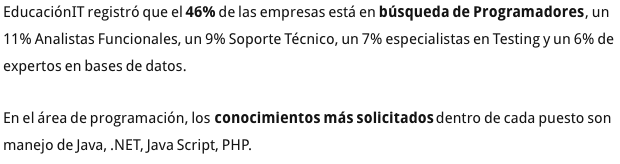 EducaciónIT registró que el 46% de las empresas está en búsqueda de Programadores, un
11% Analistas Funcionales, un 9% Soporte Técnico, un 7% especialistas en Testing y un 6% de
expertos en bases de datos.
En el área de programación, los conocimientos más solicitados dentro de cada puesto son
manejo de Java, .NET, Java Script, PHP.